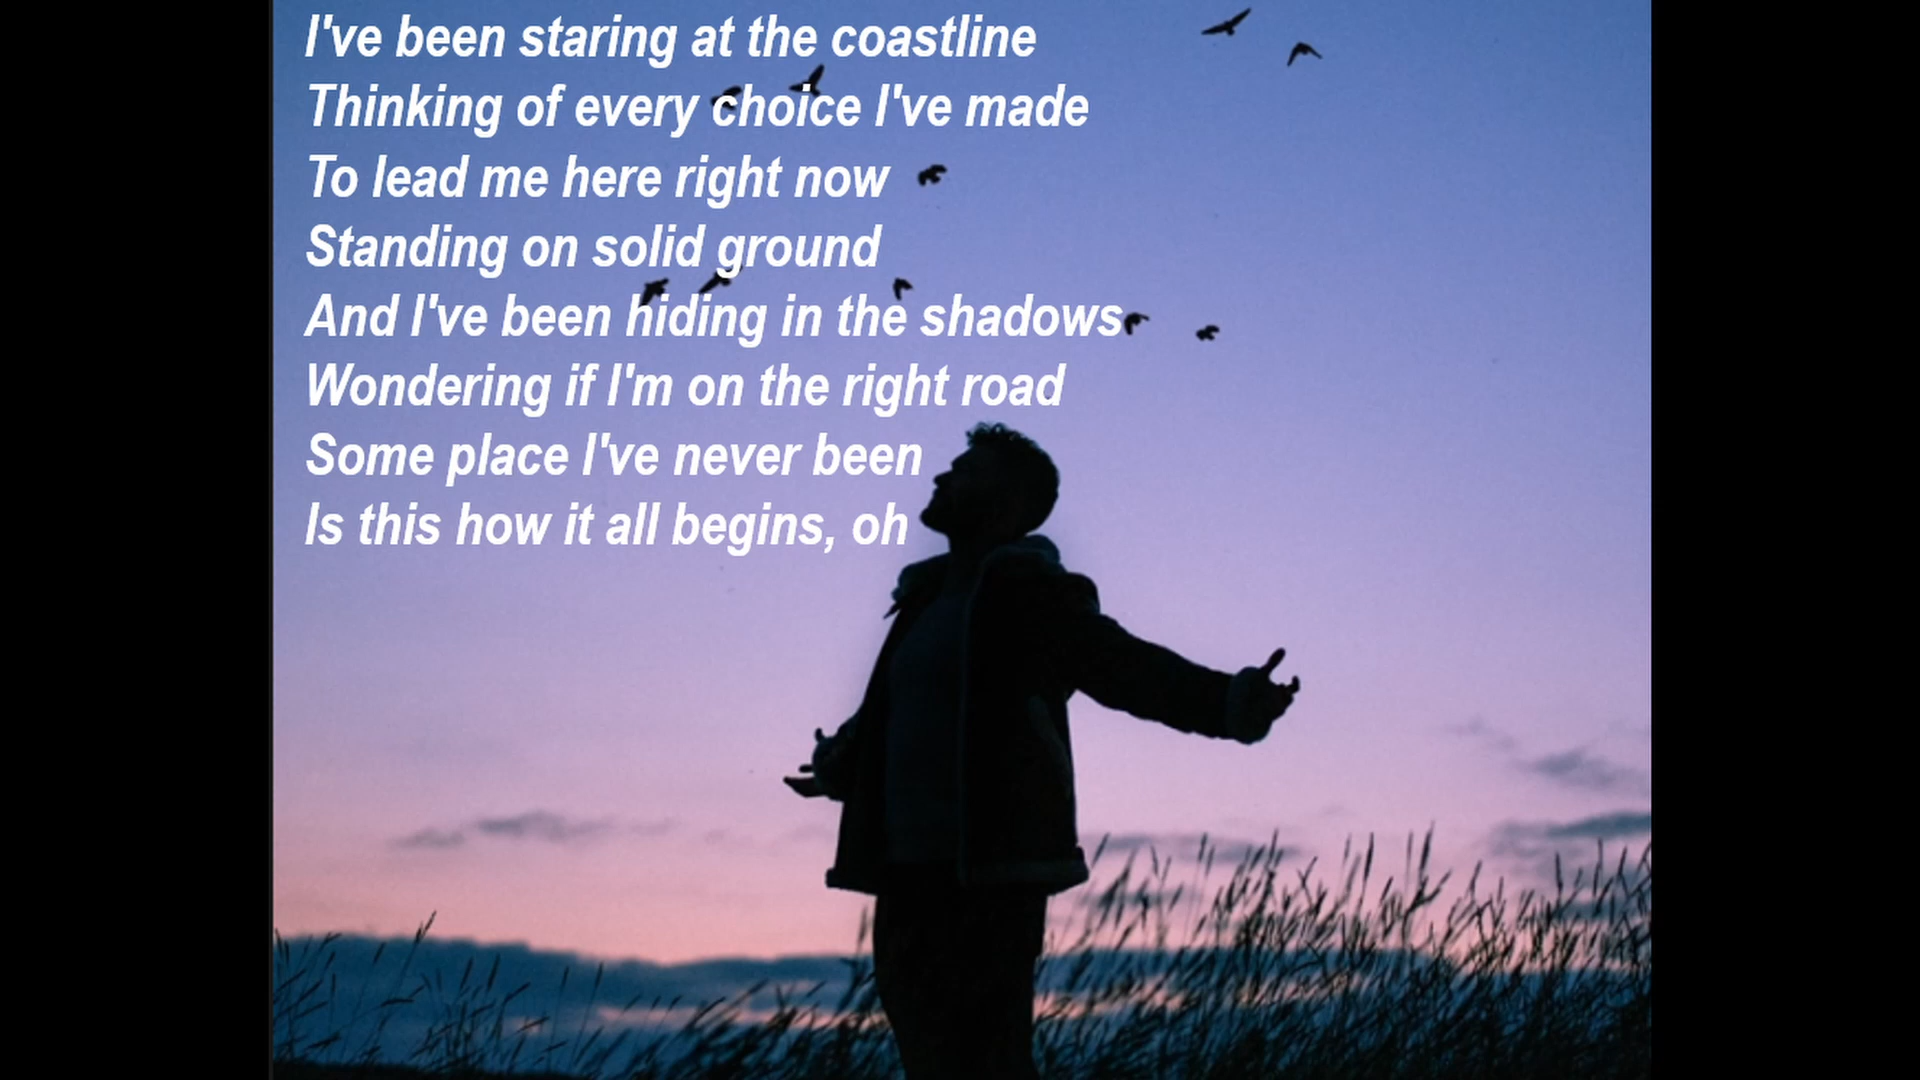 I've been staring at the coastline
Thinking of every choice I've made
To lead me here right now
Standing on solid ground
And I've been hiding in the shadows
Wondering if I'm on the right road
Some place I've never been
Is this how it all begins, oh